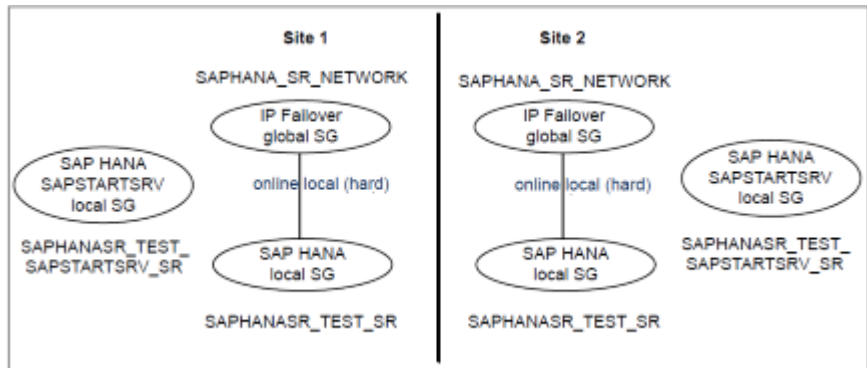 Site 1
SAPHANA_SR_NETWORK
IP Failover
global SG
SAP HANA
SAPSTARTSRV
local SG
online local (hard)
SAPHANASR_TEST_
SAPSTARTSRV_SR
SAP HANA
local SG
SAPHANASR_TEST_SR
Site 2
SAPHANA_SR_NETWORK
IP Failover
global SG
SAP HANA
SAPSTARTSRV
local SG
online local (hard)
SAPHANASR_TEST_
SAPSTARTSRV_SR
SAP HANA
local SG
SAPHANASR_TEST_SR